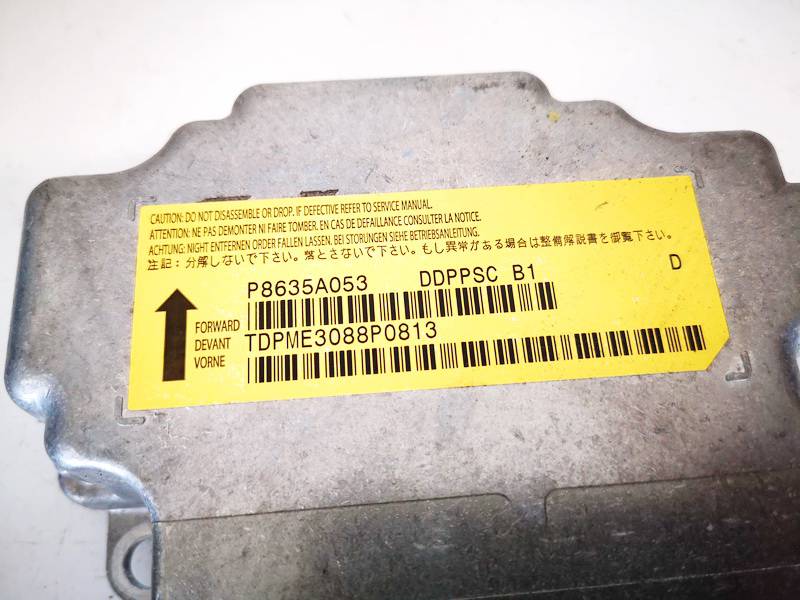 CAUTION: DO NOT DISASSEMBLE OR DROP. IF DEFECTIVE REFER TO SERVICE MANUAL.
ATTENTION: NE PAS DEMONTER NI FAIRE TOMBER. EN CAS DE DEFAILLANCE CONSULTER LA NOTICE.
ACHTUNG: NIGHT ENTFERNEN ORDER FALLEN LASSEN. BEI STORUNGEN SIEHE BETRIEBSANLEITUNG.
注記：分解しないで下さい。落とさないで下さい。もし異常がある場合は整備解説書を御覧下さい。
P8635A053 DDPPSC B1 D
FORWARD
TDPME3088P0813
DEVANT
VORNE